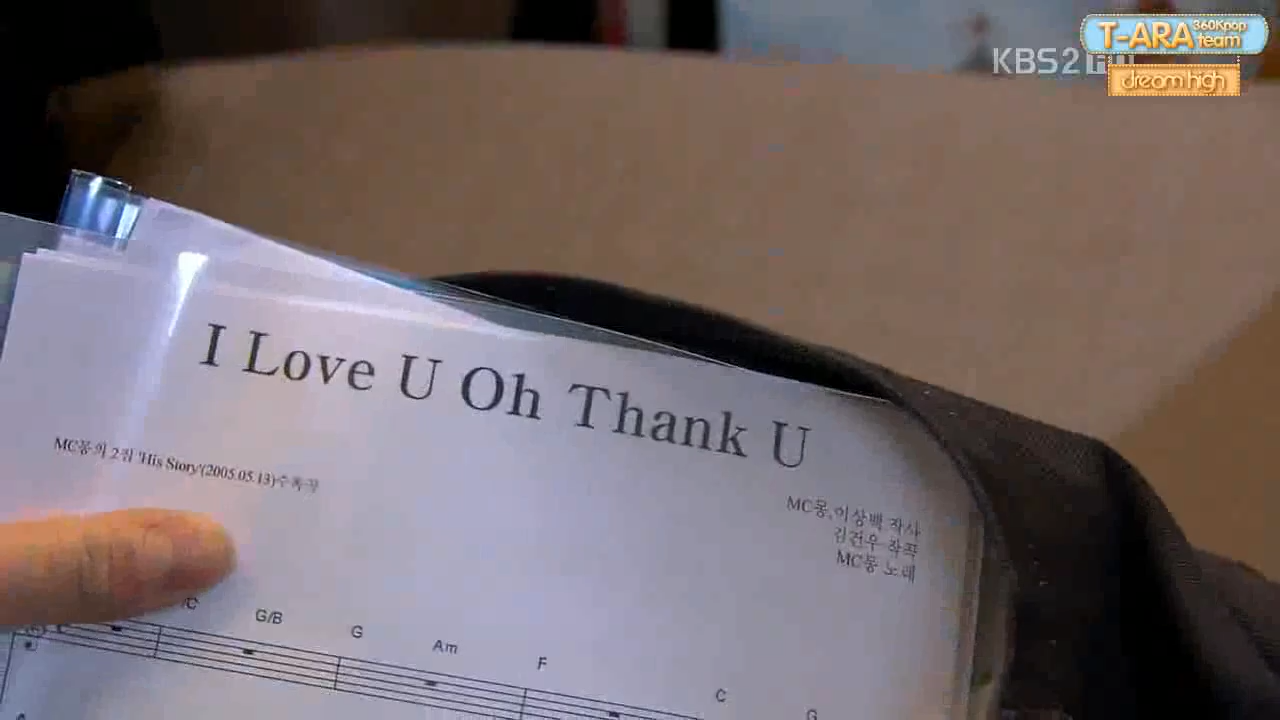 T-ARA 360Kpop team
KBS2
dream high
I Love U Oh Thank U
MC몽의 2집 'His Story'(2005.05.13)수록곡
MC몽,이상백 작사
김건우 작곡
MC몽 노래
/C G/B G Am F C G